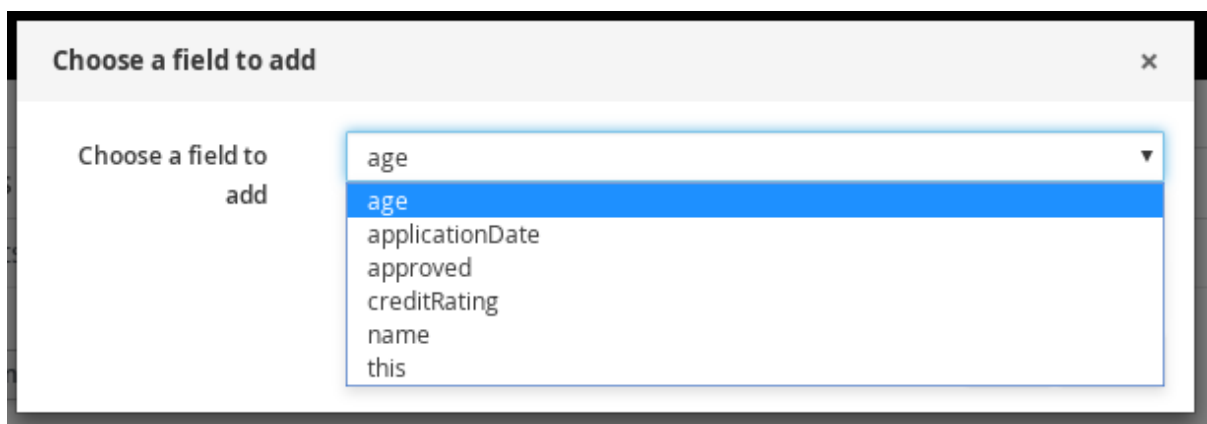 Choose a field to add ×
Choose a field to
add
age
age
applicationDate
approved
creditRating
name
this